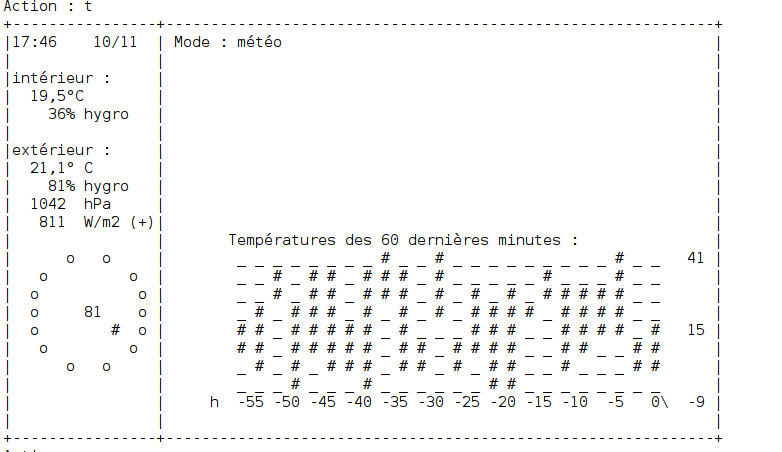 Action : t
+----------------+-------------------------------------------------------------+
|17:46    10/11  | Mode : météo                                                |
|                |                                                             |
|intérieur :     |                                                             |
|  19,5°C        |                                                             |
|    36% hygro   |                                                             |
|                |                                                             |
|extérieur :     |                                                             |
|  21,1° C       |                                                             |
|    81% hygro   |                                                             |
|  1042  hPa     |                                                             |
|   811  W/m2 (+)|                                                             |
|                |       Températures des 60 dernières minutes :               |
|      o   o     |        _ _ _ _ _ _ _ _ # _ _ # _ _ _ _ _ _ _ _ _ # _ _   41 |
|   o         o  |        _ _ # _ # # _ # # # _ # _ _ _ _ _ # _ _ _ # _ _      |
|  o           o |        _ _ # _ # # _ # # # _ # _ # _ # _ # # # # # _ _      |
|  o     81    o |        _ # _ # # # _ # _ # _ # _ # # # # _ # # # # _ _      |
|  o        #  o |        # # _ # # # # # _ # _ _ _ # # # _ _ # # # # _ #   15 |
|   o         o  |        # # _ # # # # # _ # # _ # # # # _ _ # # _ _ # #      |
|      o   o     |        _ # _ # _ # # # _ # # _ # _ # # _ _ # _ _ _ # #      |
|                |        _ _ _ # _ _ _ # _ _ _ _ _ _ # # _ _ _ _ _ _ _ _      |
|                |     h  -55 -50 -45 -40 -35 -30 -25 -20 -15 -10  -5   0\  -9 |
|                |                                                             |
+----------------+-------------------------------------------------------------+